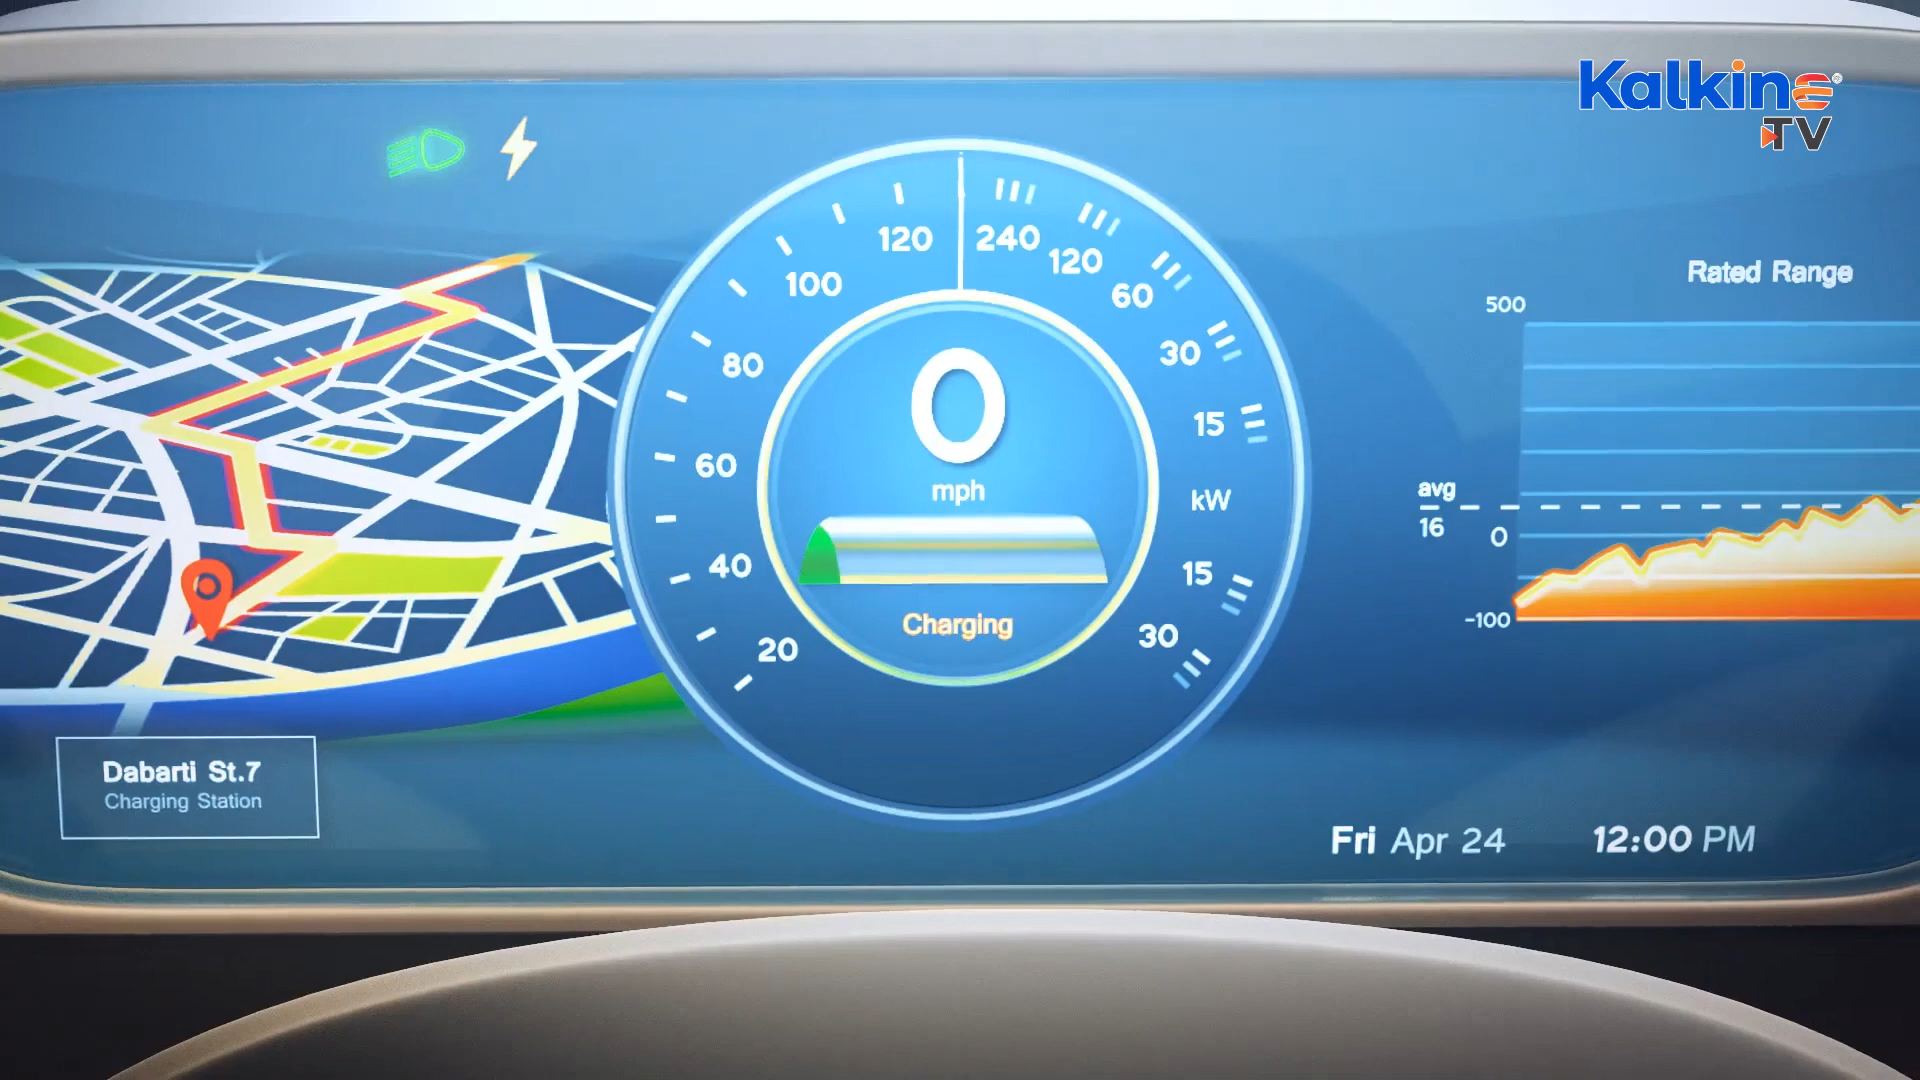 Kalkine
TV
120
240
100
120
60
80
30
60
15
kW
40
15
20
30
0
mph
Charging
Rated Range
500
avg
16
0
-100
Dabarti St.7
Charging Station
Fri Apr 24
12:00 PM